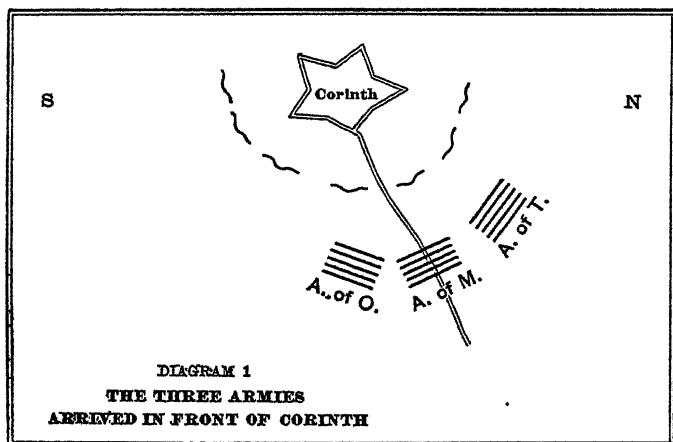 Corinth
S
N
A. of T.
A. of O.
A. of M.
DIAGRAM 1
THE THREE ARMIES
ARRIVED IN FRONT OF CORINTH